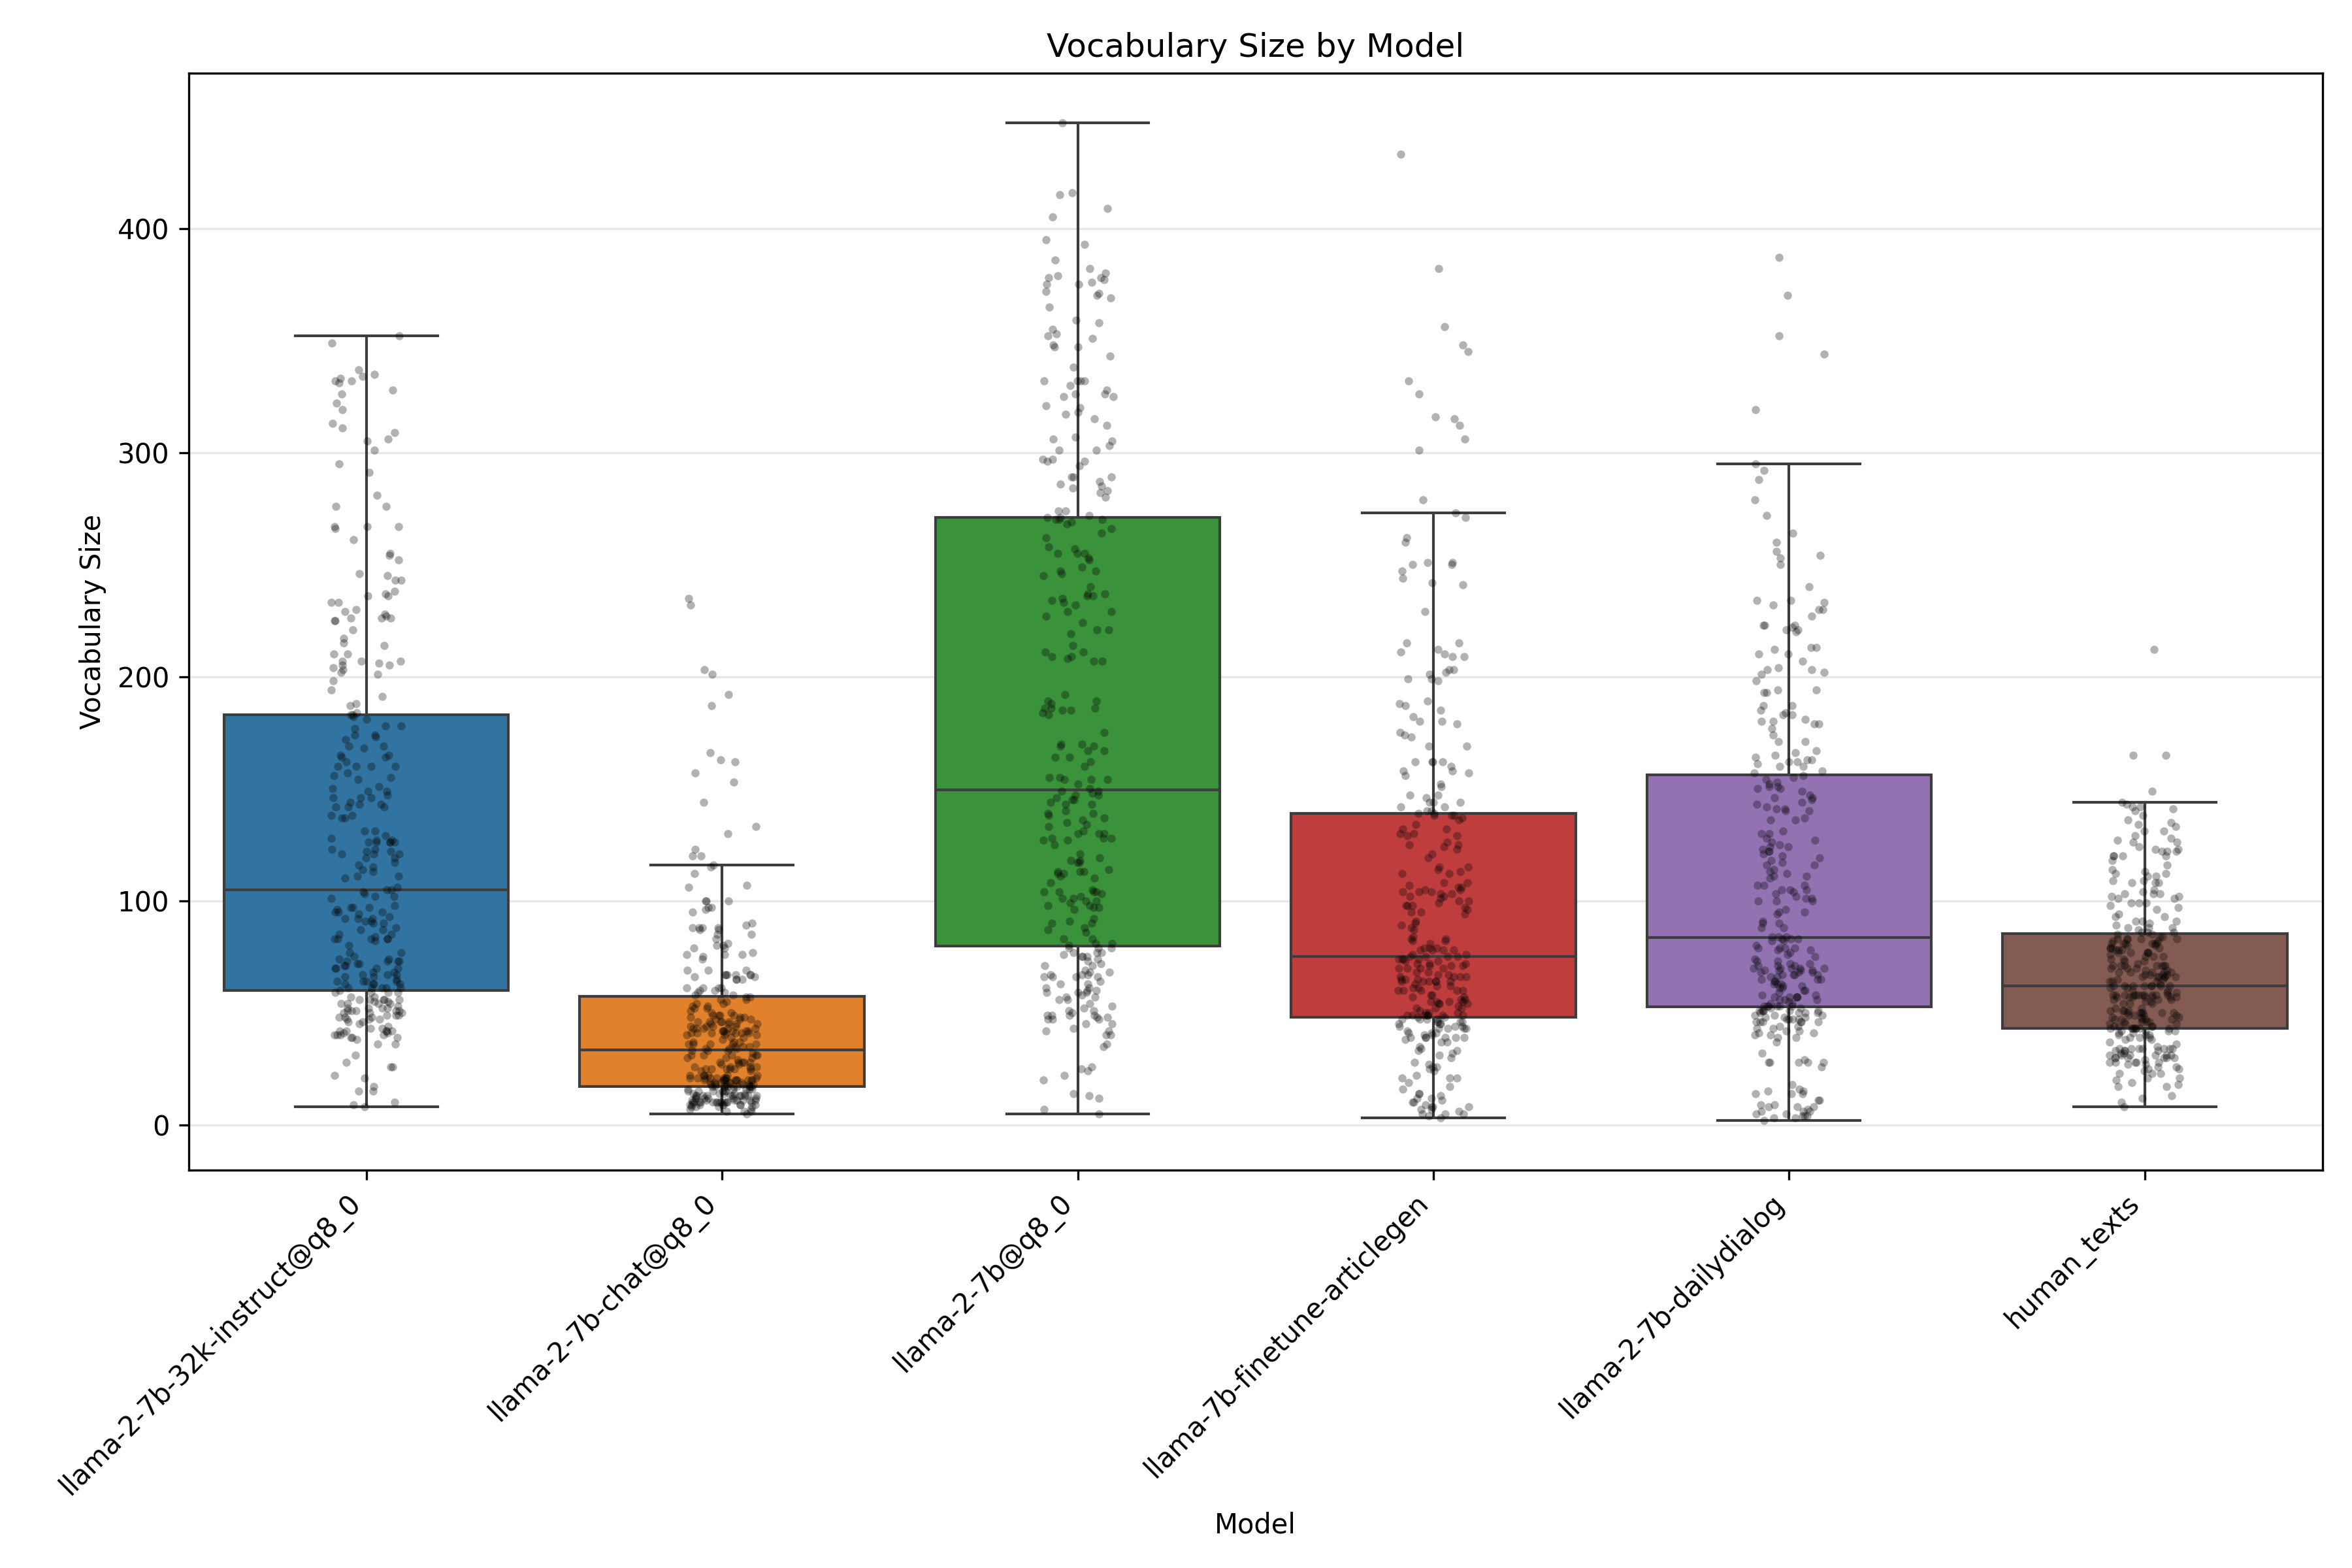 Vocabulary Size by Model
Vocabulary Size
400
300
200
100
0
llama-2-7b-32k-instruct@q8_0
llama-2-7b-chat@q8_0
llama-2-7b@q8_0
llama-7b-finetune-articlegen
llama-2-7b-dailydialog
human_texts
Model